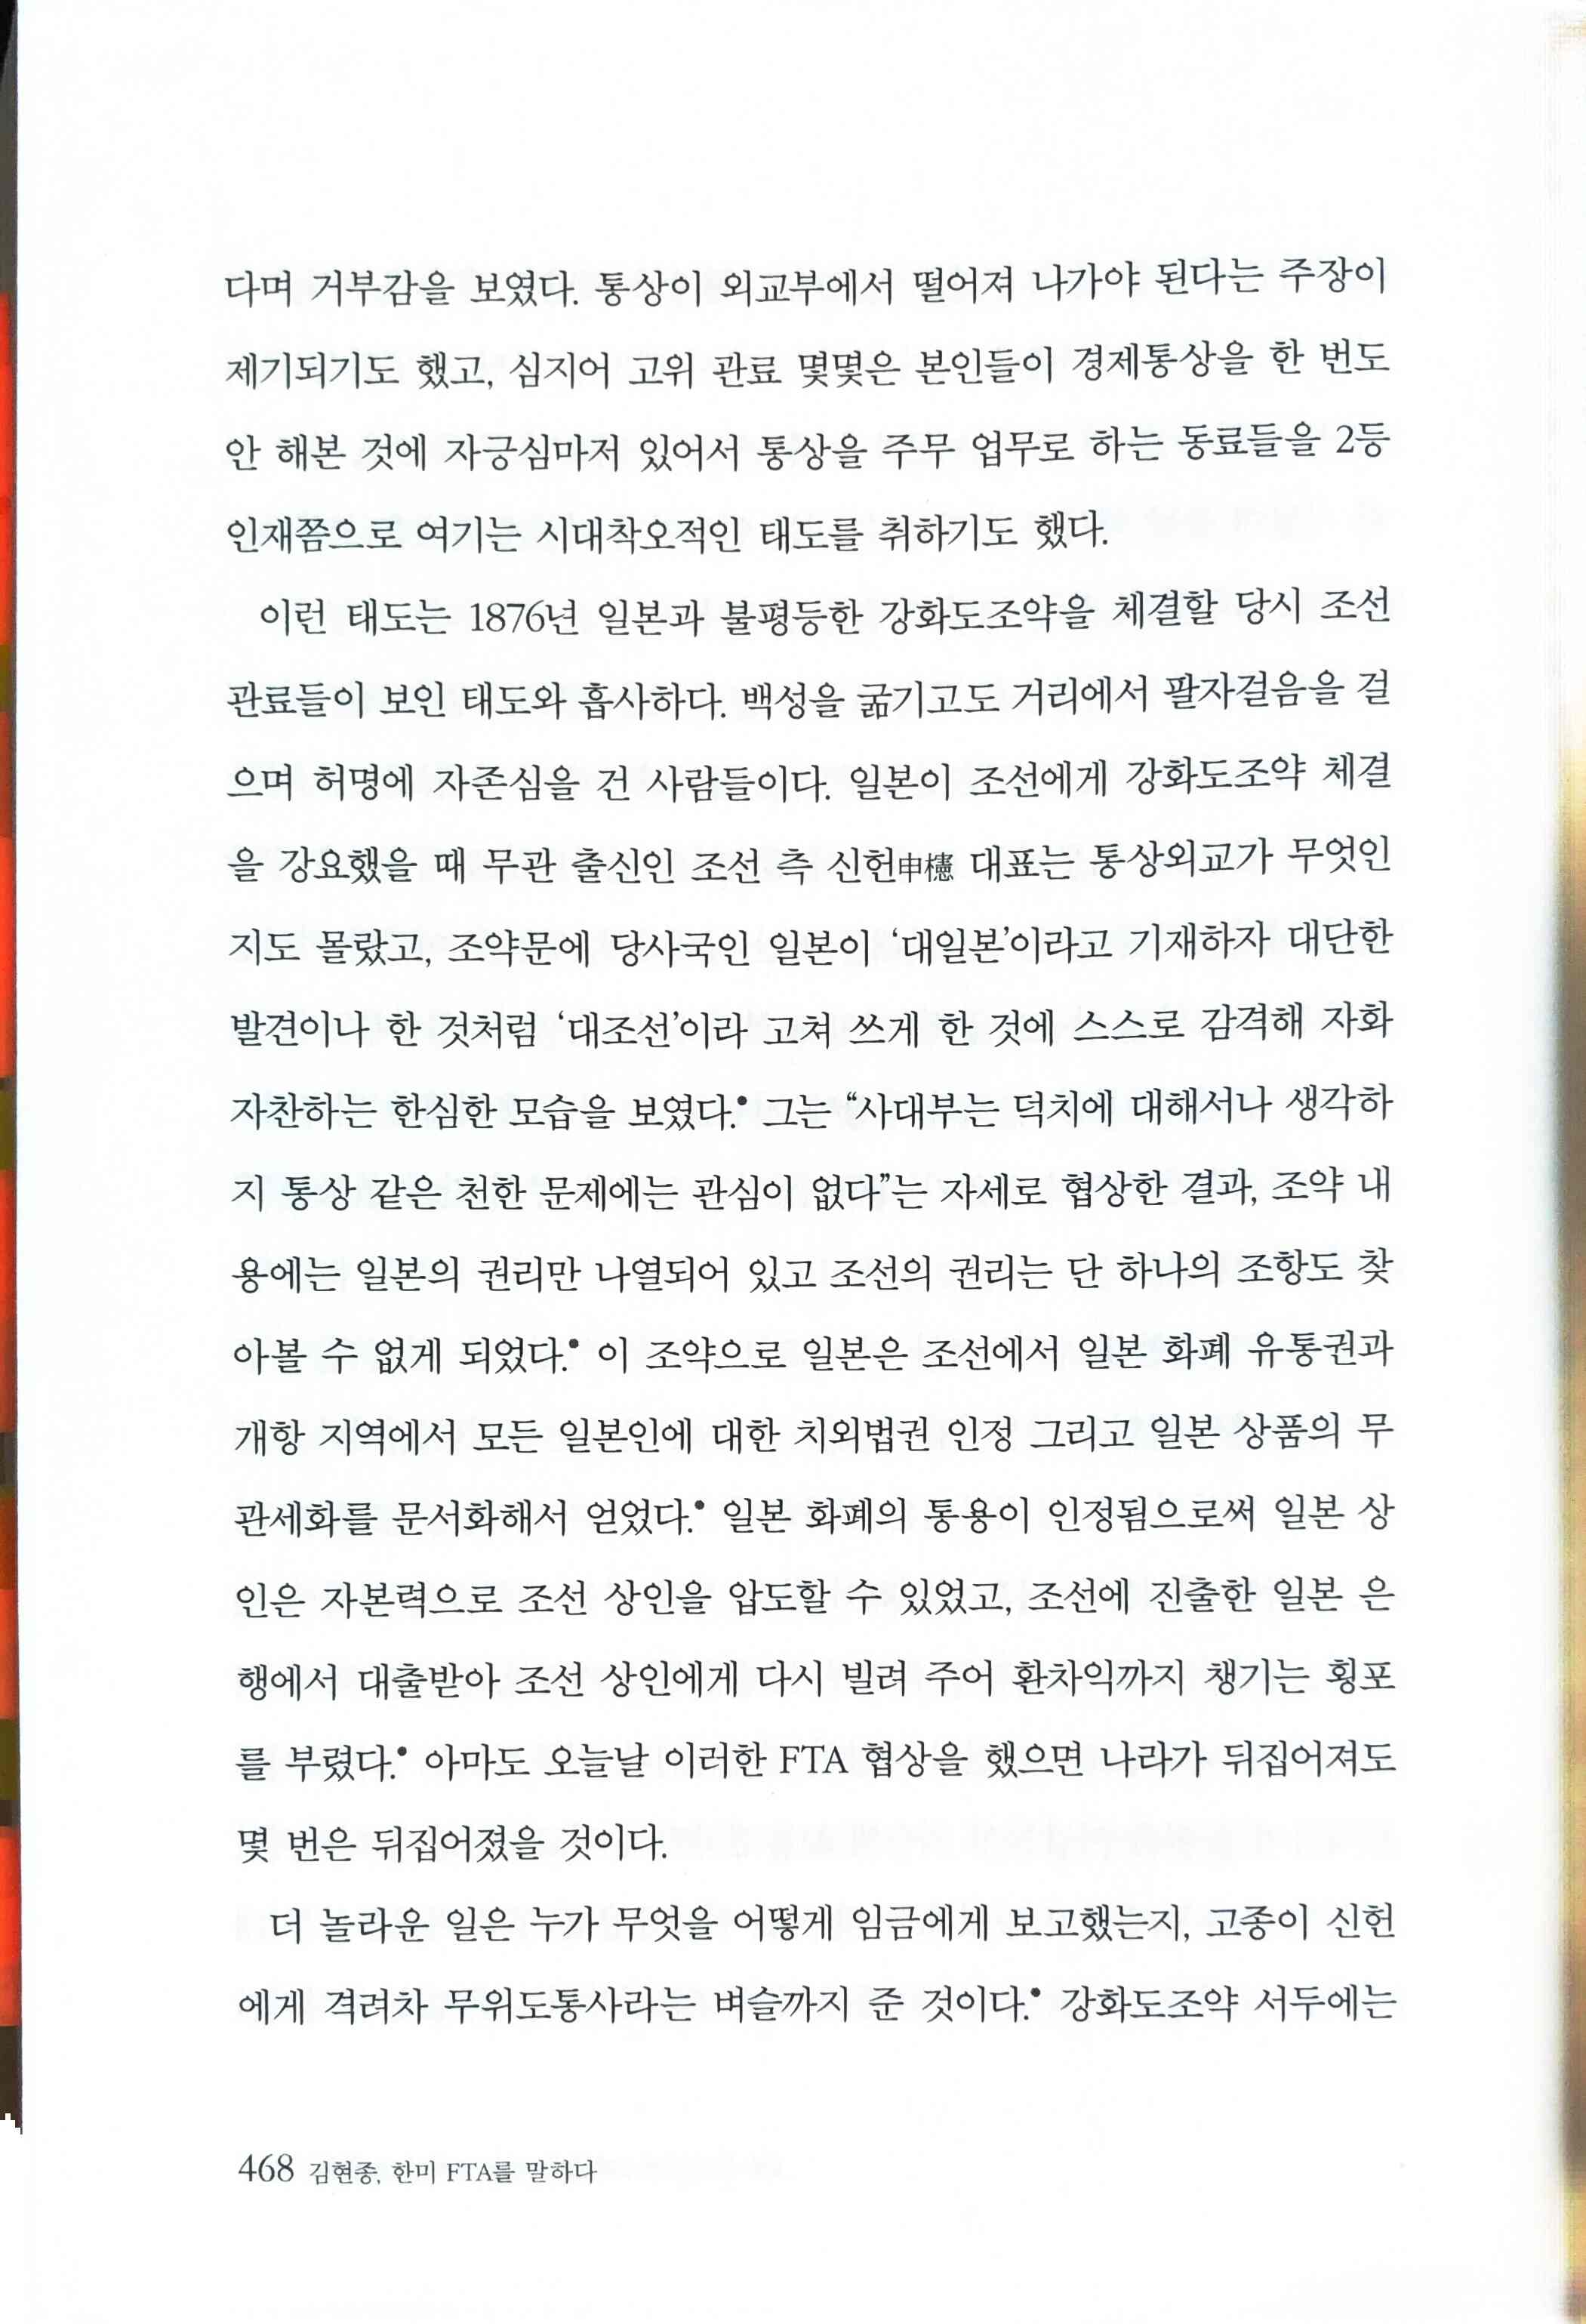 다며 거부감을 보였다. 통상이 외교부에서 떨어져 나가야 된다는 주장이
제기되기도 했고, 심지어 고위 관료 몇몇은 본인들이 경제통상을 한 번도
안 해본 것에 자긍심마저 있어서 통상을 주무 업무로 하는 동료들을 2등
인재쯤으로 여기는 시대착오적인 태도를 취하기도 했다.
이런 태도는 1876년 일본과 불평등한 강화도조약을 체결할 당시 조선
관료들이 보인 태도와 흡사하다. 백성을 굶기고도 거리에서 팔자걸음을 걸
으며 허명에 자존심을 건 사람들이다. 일본이 조선에게 강화도조약 체결
을 강요했을 때 무관 출신인 조선 측 신헌申櫶 대표는 통상외교가 무엇인
지도 몰랐고, 조약문에 당사국인 일본이 ‘대일본’이라고 기재하자 대단한
발견이나 한 것처럼 ‘대조선’이라 고쳐 쓰게 한 것에 스스로 감격해 자화
자찬하는 한심한 모습을 보였다.• 그는 “사대부는 덕치에 대해서나 생각하
지 통상 같은 천한 문제에는 관심이 없다”는 자세로 협상한 결과, 조약 내
용에는 일본의 권리만 나열되어 있고 조선의 권리는 단 하나의 조항도 찾
아볼 수 없게 되었다.• 이 조약으로 일본은 조선에서 일본 화폐 유통권과
개항 지역에서 모든 일본인에 대한 치외법권 인정 그리고 일본 상품의 무
관세화를 문서화해서 얻었다.• 일본 화폐의 통용이 인정됨으로써 일본 상
인은 자본력으로 조선 상인을 압도할 수 있었고, 조선에 진출한 일본 은
행에서 대출받아 조선 상인에게 다시 빌려 주어 환차익까지 챙기는 횡포
를 부렸다.• 아마도 오늘날 이러한 FTA 협상을 했으면 나라가 뒤집어져도
몇 번은 뒤집어졌을 것이다.
더 놀라운 일은 누가 무엇을 어떻게 임금에게 보고했는지, 고종이 신헌
에게 격려차 무위도통사라는 벼슬까지 준 것이다.• 강화도조약 서두에는
468 김현종, 한미 FTA를 말하다